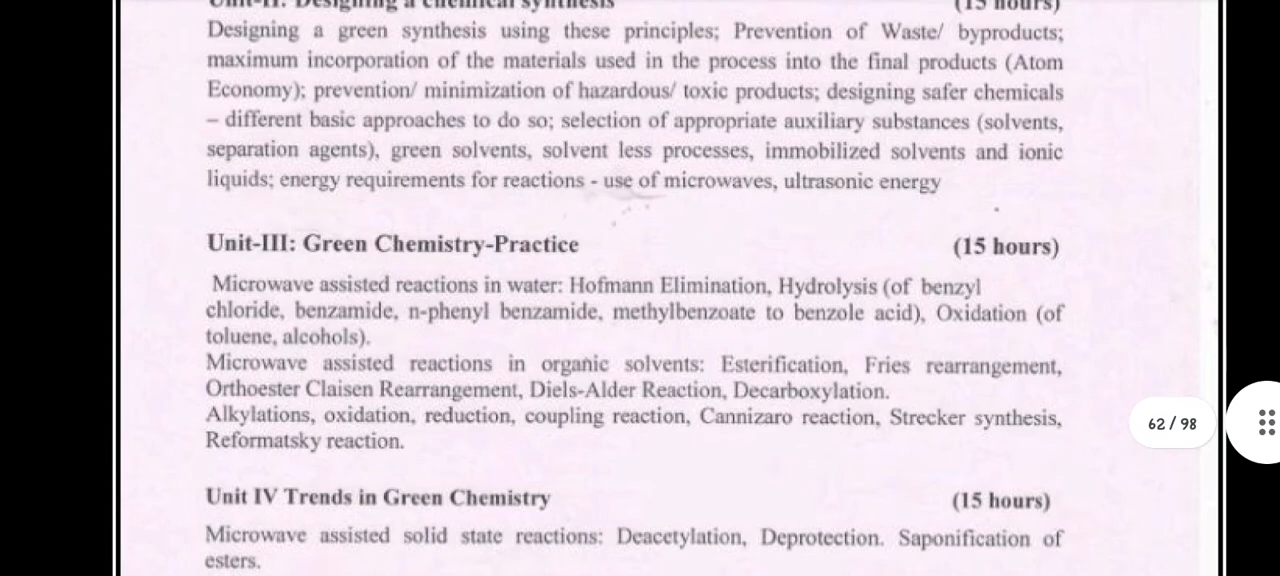 Unit-II: Designing a chemical synthesis (15 hours)
Designing a green synthesis using these principles; Prevention of Waste/ byproducts;
maximum incorporation of the materials used in the process into the final products (Atom
Economy); prevention/ minimization of hazardous/ toxic products; designing safer chemicals
– different basic approaches to do so; selection of appropriate auxiliary substances (solvents,
separation agents), green solvents, solvent less processes, immobilized solvents and ionic
liquids; energy requirements for reactions - use of microwaves, ultrasonic energy
Unit-III: Green Chemistry-Practice (15 hours)
Microwave assisted reactions in water: Hofmann Elimination, Hydrolysis (of benzyl
chloride, benzamide, n-phenyl benzamide, methylbenzoate to benzole acid), Oxidation (of
toluene, alcohols).
Microwave assisted reactions in organic solvents: Esterification, Fries rearrangement,
Orthoester Claisen Rearrangement, Diels-Alder Reaction, Decarboxylation.
Alkylations, oxidation, reduction, coupling reaction, Cannizaro reaction, Strecker synthesis,
Reformatsky reaction.
62 / 98
Unit IV Trends in Green Chemistry (15 hours)
Microwave assisted solid state reactions: Deacetylation, Deprotection. Saponification of
esters.